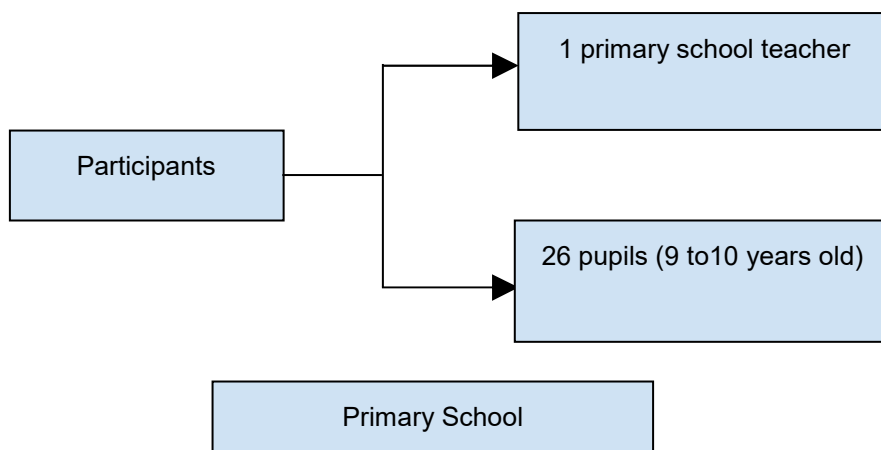 1 primary school teacher
Participants
26 pupils (9 to10 years old)
Primary School